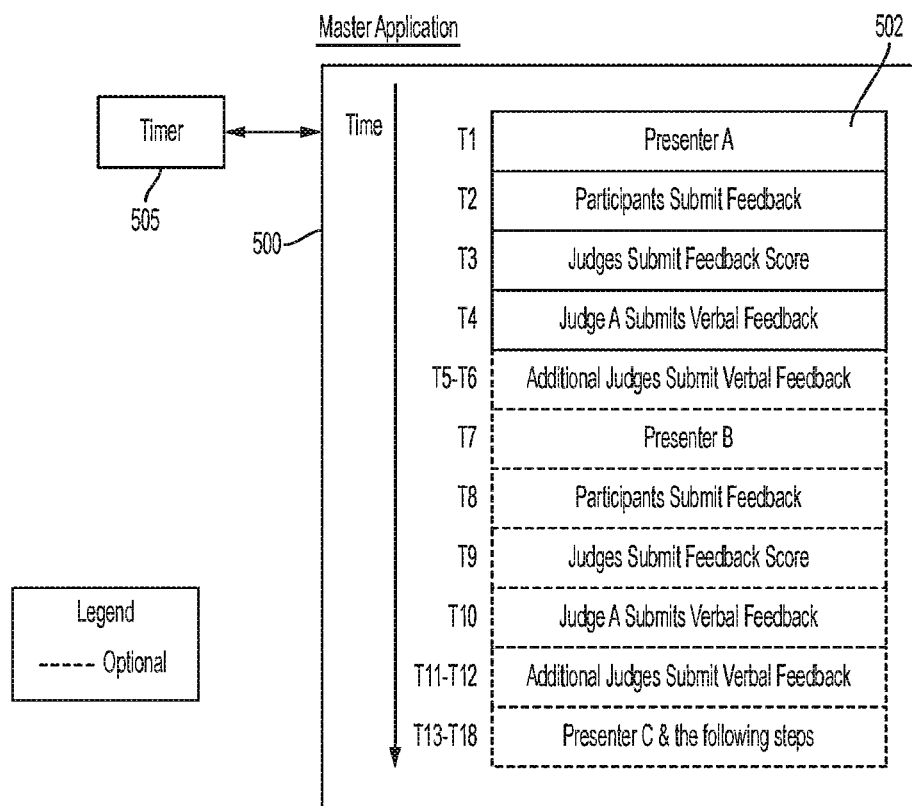 Master Application
502
Timer
505
500
Time
T1 Presenter A
T2 Participants Submit Feedback
T3 Judges Submit Feedback Score
T4 Judge A Submits Verbal Feedback
T5-T6 Additional Judges Submit Verbal Feedback
T7 Presenter B
T8 Participants Submit Feedback
T9 Judges Submit Feedback Score
T10 Judge A Submits Verbal Feedback
T11-T12 Additional Judges Submit Verbal Feedback
T13-T18 Presenter C & the following steps
Legend
Optional